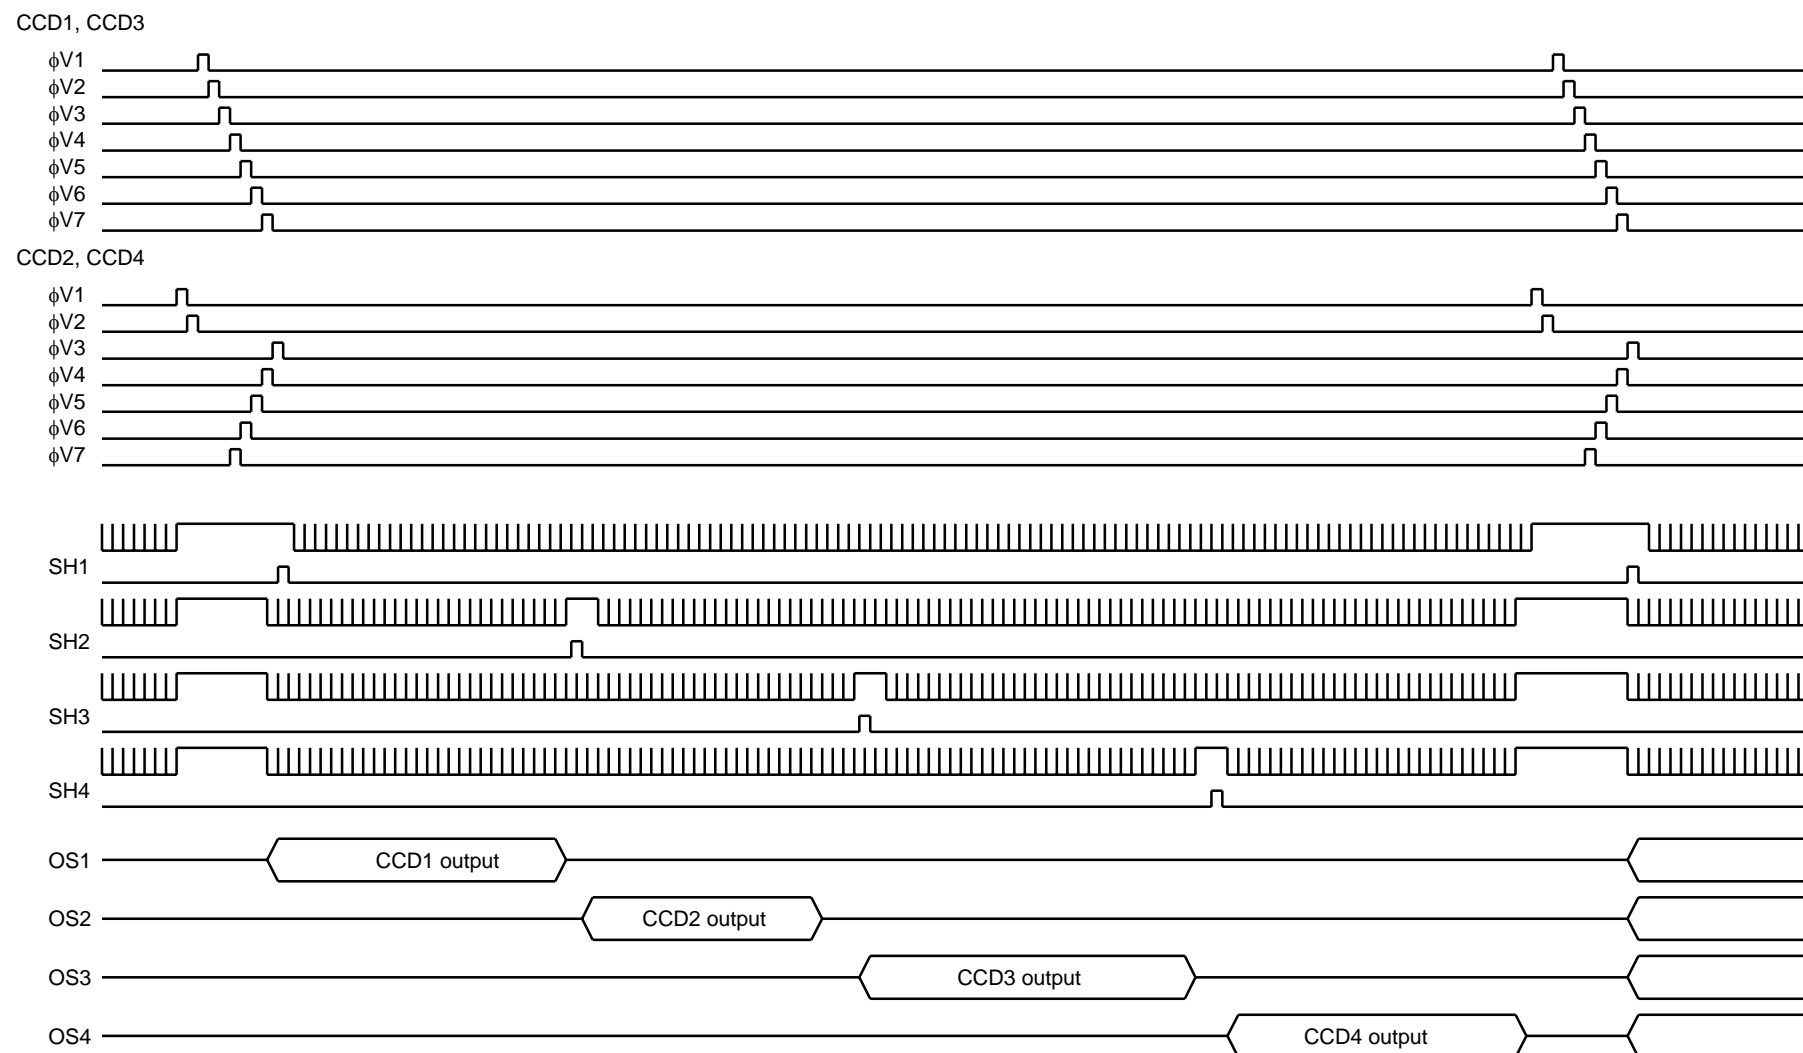 CCD1, CCD3
ϕV1
ϕV2
ϕV3
ϕV4
ϕV5
ϕV6
ϕV7
CCD2, CCD4
ϕV1
ϕV2
ϕV3
ϕV4
ϕV5
ϕV6
ϕV7
SH1
SH2
SH3
SH4
OS1 CCD1 output
OS2 CCD2 output
OS3 CCD3 output
OS4 CCD4 output